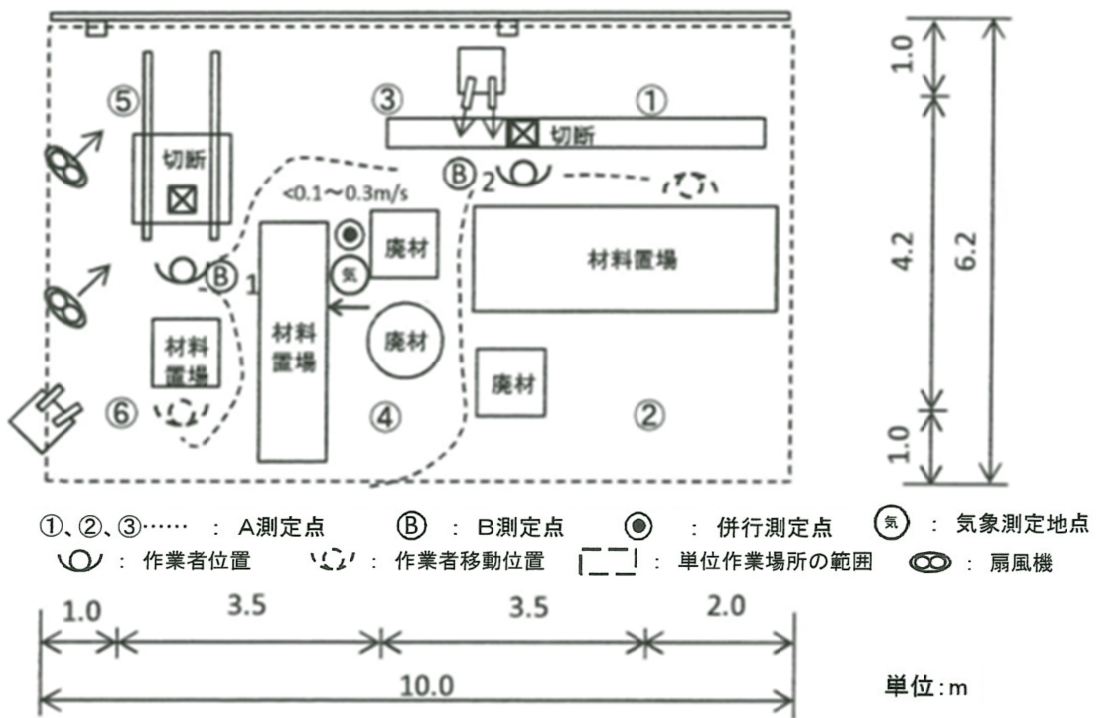 1.0
③
①
⑤
切断
切断
Ⓑ 2
<0.1～0.3m/s
廃材
材料置場
4.2
6.2
気
Ⓑ 1
材料
置場
廃材
材料
置場
廃材
⑥
④
②
1.0
①、②、③…… : A測定点 Ⓑ : B測定点 ◉ : 併行測定点 気 : 気象測定地点
: 作業者位置 : 作業者移動位置 : 単位作業場所の範囲 : 扇風機
1.0 3.5 3.5 2.0
10.0
単位:m